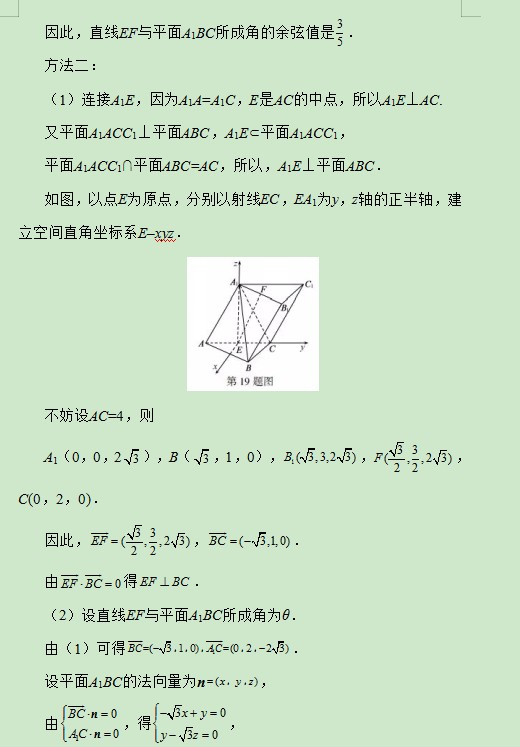 因此，直线EF与平面A₁BC所成角的余弦值是3/5．
方法二：
（1）连接A₁E，因为A₁A=A₁C，E是AC的中点，所以A₁E⊥AC.
又平面A₁ACC₁⊥平面ABC，A₁E⊂平面A₁ACC₁，
平面A₁ACC₁∩平面ABC=AC，所以，A₁E⊥平面ABC．
如图，以点E为原点，分别以射线EC，EA₁为y，z轴的正半轴，建
立空间直角坐标系E–xyz．
z
A₁ F C₁
B₁
A E C y
x B
第19题图
不妨设AC=4，则
A₁（0，0，2√3），B（√3，1，0），B₁(√3,3,2√3)，F(√3/2,3/2,2√3)，
C(0，2，0)．
因此，EF⃗=(√3/2,3/2,2√3)，BC⃗=(−√3,1,0)．
由EF⃗·BC⃗=0得EF⊥BC．
（2）设直线EF与平面A₁BC所成角为θ.
由（1）可得BC⃗=(−√3，1，0)，A₁C⃗=(0，2，−2√3)．
设平面A₁BC的法向量为n=(x，y，z)，
由{BC⃗·n=0 A₁C⃗·n=0，得{−√3x+y=0 y−√3z=0，